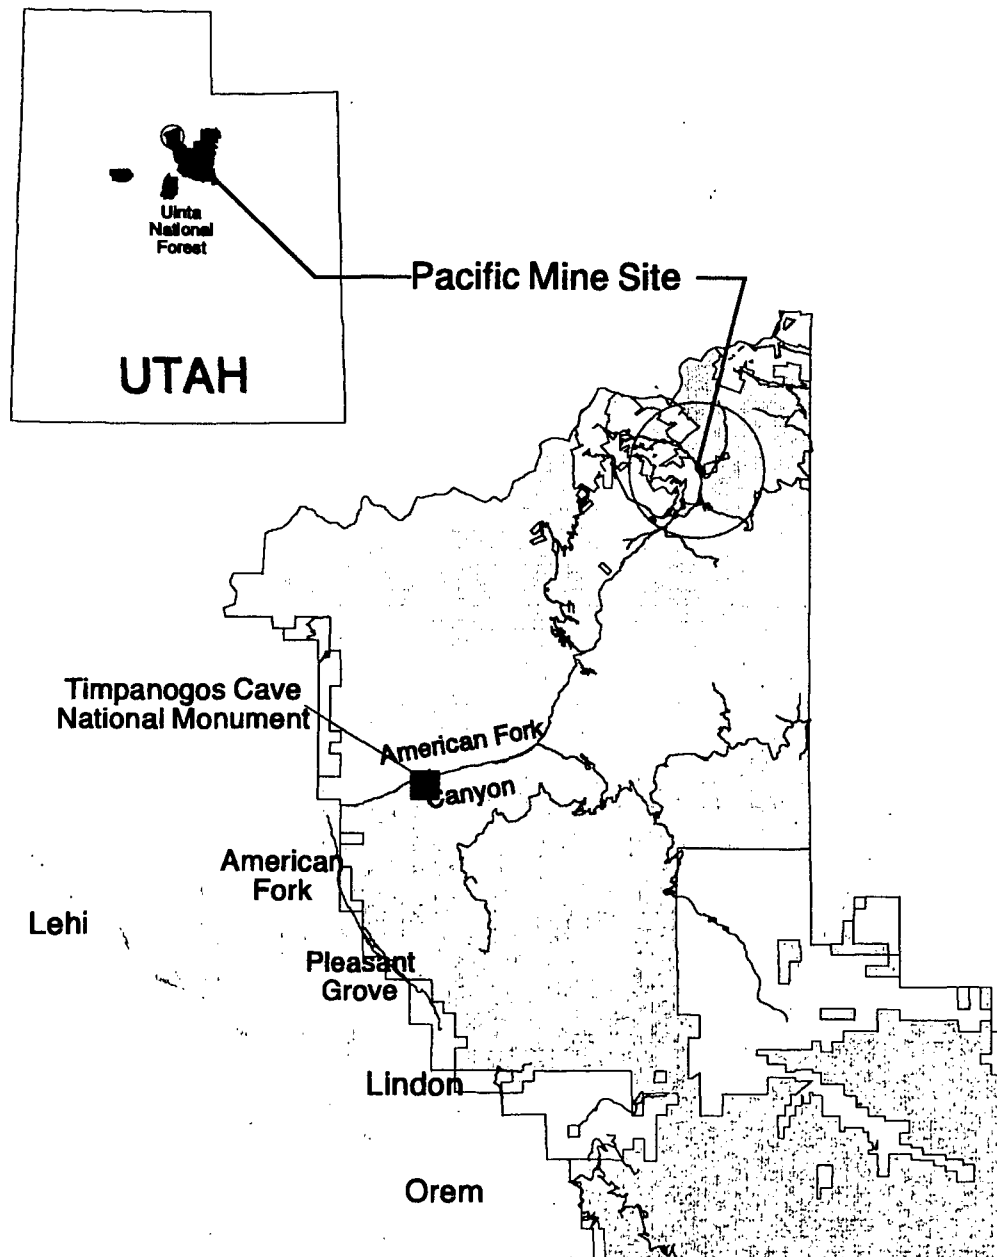 Uinta
National
Forest
Pacific Mine Site
UTAH
Timpanogos Cave
National Monument
American Fork
Canyon
American
Fork
Lehi
Pleasant
Grove
Lindon
Orem